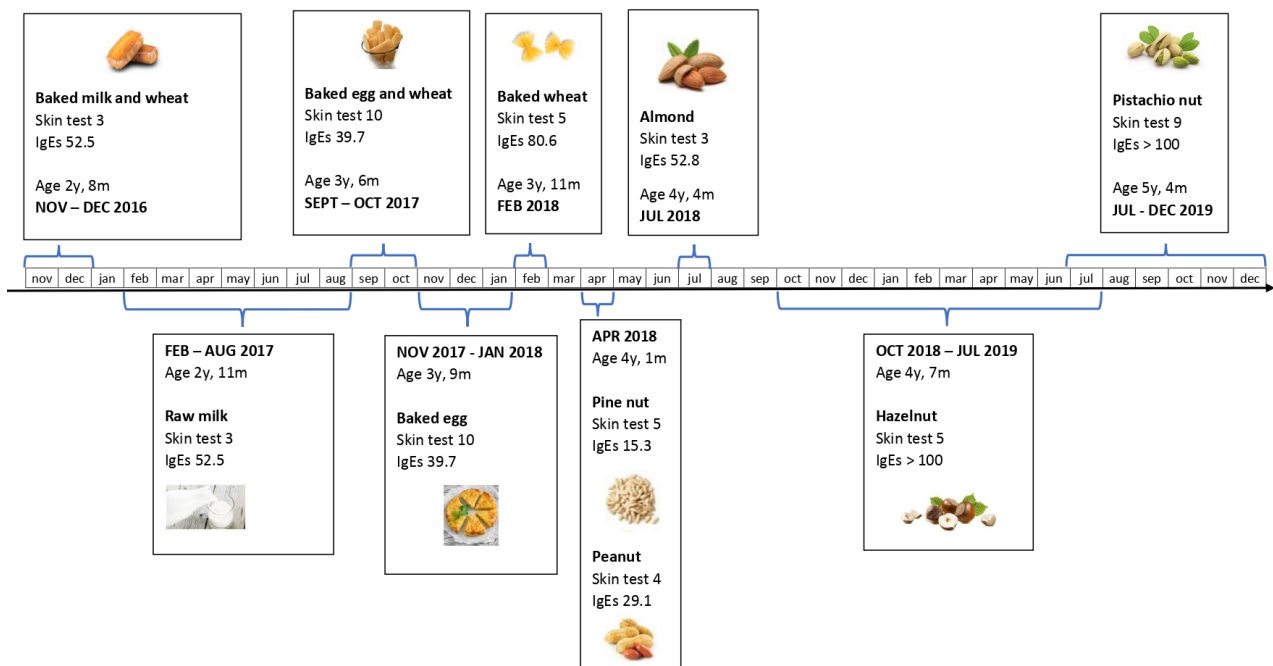 Baked milk and wheat
Skin test 3
IgEs 52.5
Age 2y, 8m
NOV – DEC 2016
Baked egg and wheat
Skin test 10
IgEs 39.7
Age 3y, 6m
SEPT – OCT 2017
Baked wheat
Skin test 5
IgEs 80.6
Age 3y, 11m
FEB 2018
Almond
Skin test 3
IgEs 52.8
Age 4y, 4m
JUL 2018
Pistachio nut
Skin test 9
IgEs > 100
Age 5y, 4m
JUL - DEC 2019
nov dec jan feb mar apr may jun jul aug sep oct nov dec jan feb mar apr may jun jul aug sep oct nov dec jan feb mar apr may jun jul aug sep oct nov dec
FEB – AUG 2017
Age 2y, 11m
Raw milk
Skin test 3
IgEs 52.5
NOV 2017 - JAN 2018
Age 3y, 9m
Baked egg
Skin test 10
IgEs 39.7
APR 2018
Age 4y, 1m
Pine nut
Skin test 5
IgEs 15.3
Peanut
Skin test 4
IgEs 29.1
OCT 2018 – JUL 2019
Age 4y, 7m
Hazelnut
Skin test 5
IgEs > 100